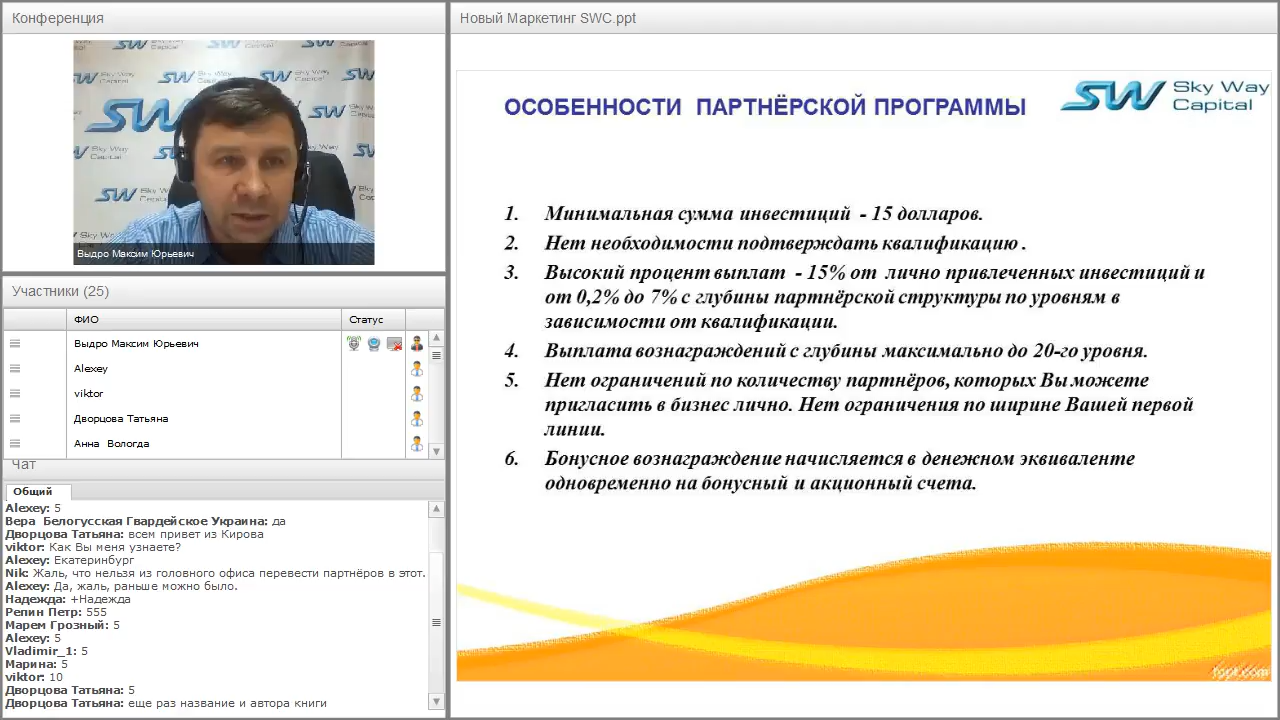 Конференция
Выдро Максим Юрьевич
Участники (25)
ФИО
Статус
Выдро Максим Юрьевич
Alexey
viktor
Дворцова Татьяна
Анна Вологда
Чат
Общий
Alexey: 5
Вера Белогусская Гвардейское Украина: да
Дворцова Татьяна: всем привет из Кирова
viktor: Как Вы меня узнаете?
Alexey: Екатеринбург
Nik: Жаль, что нельзя из головного офиса перевести партнёров в этот.
Alexey: Да, жаль, раньше можно было.
Надежда: +Надежда
Репин Петр: 555
Марем Грозный: 5
Alexey: 5
Vladimir_1: 5
Марина: 5
viktor: 10
Дворцова Татьяна: 5
Дворцова Татьяна: еще раз название и автора книги
Новый Маркетинг SWC.ppt
ОСОБЕННОСТИ ПАРТНЁРСКОЙ ПРОГРАММЫ
SW Sky Way
Capital
1. Минимальная сумма инвестиций - 15 долларов.
2. Нет необходимости подтверждать квалификацию .
3. Высокий процент выплат - 15% от лично привлеченных инвестиций и
от 0,2% до 7% с глубины партнёрской структуры по уровням в
зависимости от квалификации.
4. Выплата вознаграждений с глубины максимально до 20-го уровня.
5. Нет ограничений по количеству партнёров, которых Вы можете
пригласить в бизнес лично. Нет ограничения по ширине Вашей первой
линии.
6. Бонусное вознаграждение начисляется в денежном эквиваленте
одновременно на бонусный и акционный счета.